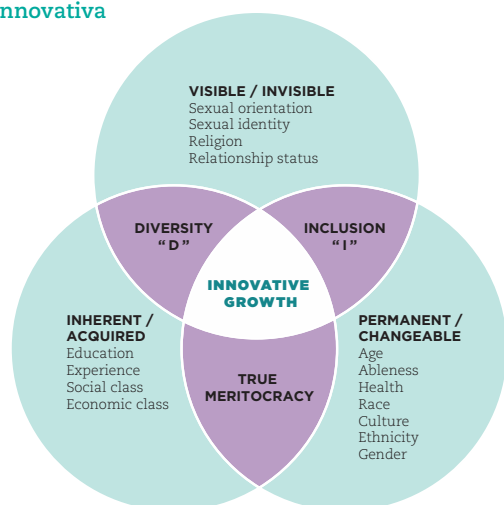 nnovativa
VISIBLE / INVISIBLE
Sexual orientation
Sexual identity
Religion
Relationship status
DIVERSITY
“D”
INCLUSION
“I”
INNOVATIVE
GROWTH
INHERENT /
ACQUIRED
Education
Experience
Social class
Economic class
PERMANENT /
CHANGEABLE
Age
Ableness
Health
Race
Culture
Ethnicity
Gender
TRUE
MERITOCRACY